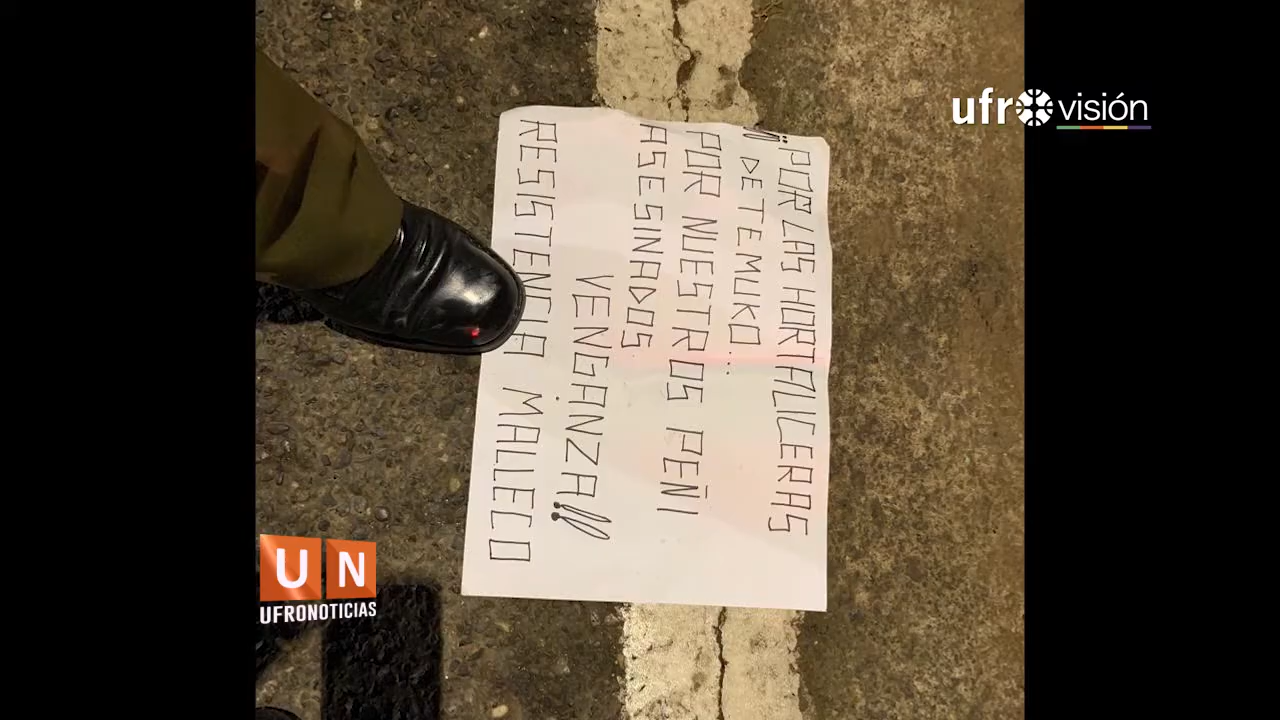 ¡¡POR LAS HORTALICERAS
DE TEMUKO...
POR NUESTROS PEÑI
ASESINADOS
VENGANZA!!
RESISTENCIA MALLECO
ufrovisión
UN
UFRONOTICIAS